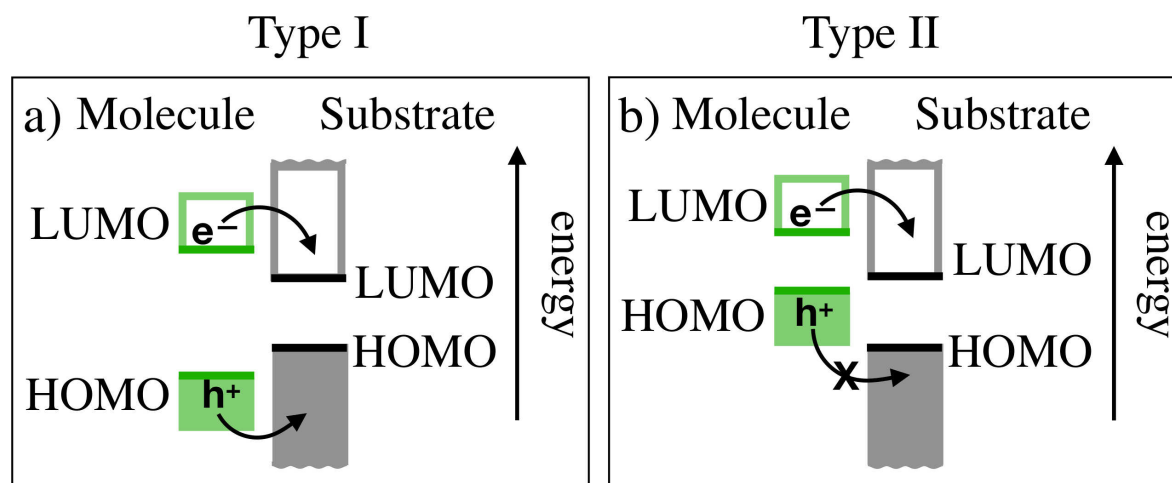 Type I
a) Molecule Substrate
LUMO
e–
LUMO
HOMO
HOMO
h+
energy
Type II
b) Molecule Substrate
LUMO
e–
LUMO
HOMO
h+
HOMO
X
energy